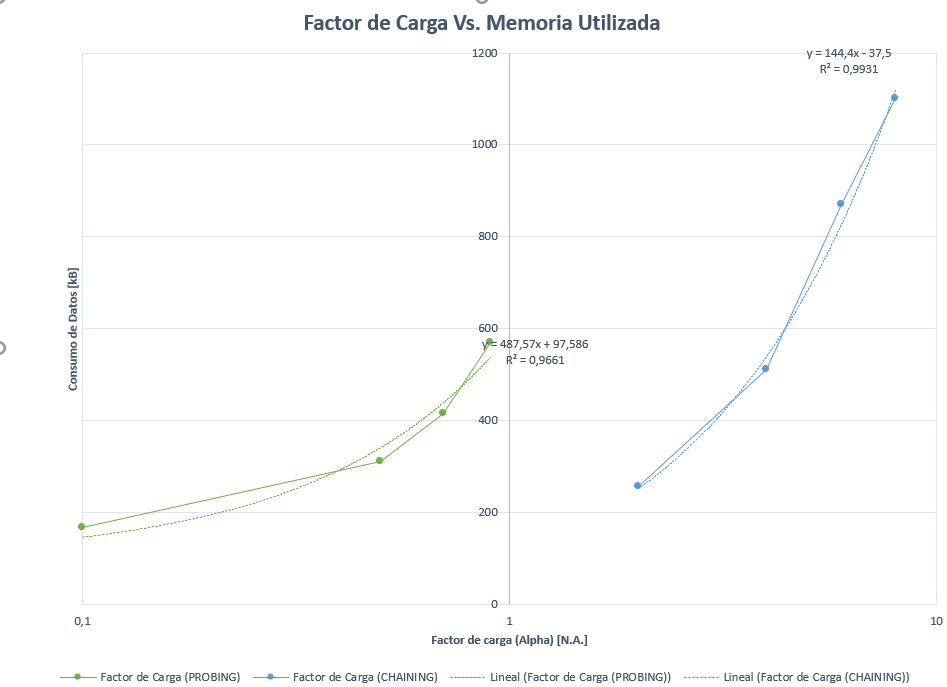 Factor de Carga Vs. Memoria Utilizada
1200
y = 144,4x - 37,5
R² = 0,9931
1000
800
600
y = 487,57x + 97,586
R² = 0,9661
400
200
0
Consumo de Datos [kB]
0,1
1
10
Factor de carga (Alpha) [N.A.]
Factor de Carga (PROBING)
Factor de Carga (CHAINING)
Lineal (Factor de Carga (PROBING))
Lineal (Factor de Carga (CHAINING))